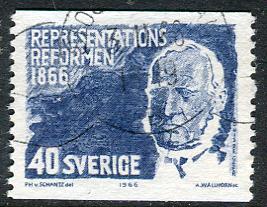 REPRESENTATIONS
REFORMEN
1866
40 SVERIGE
PH v. SCHANTZ del 1966 A. WALLHORN sc